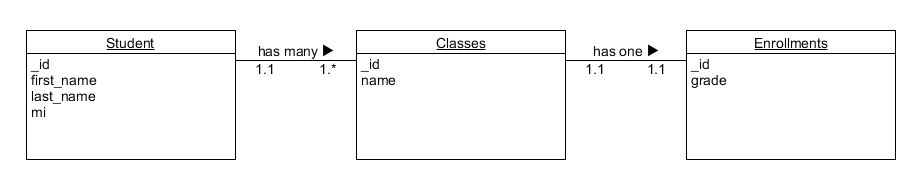 Student
_id
first_name
last_name
mi
has many ▶
1.1 1.*
Classes
_id
name
has one ▶
1.1 1.1
Enrollments
_id
grade